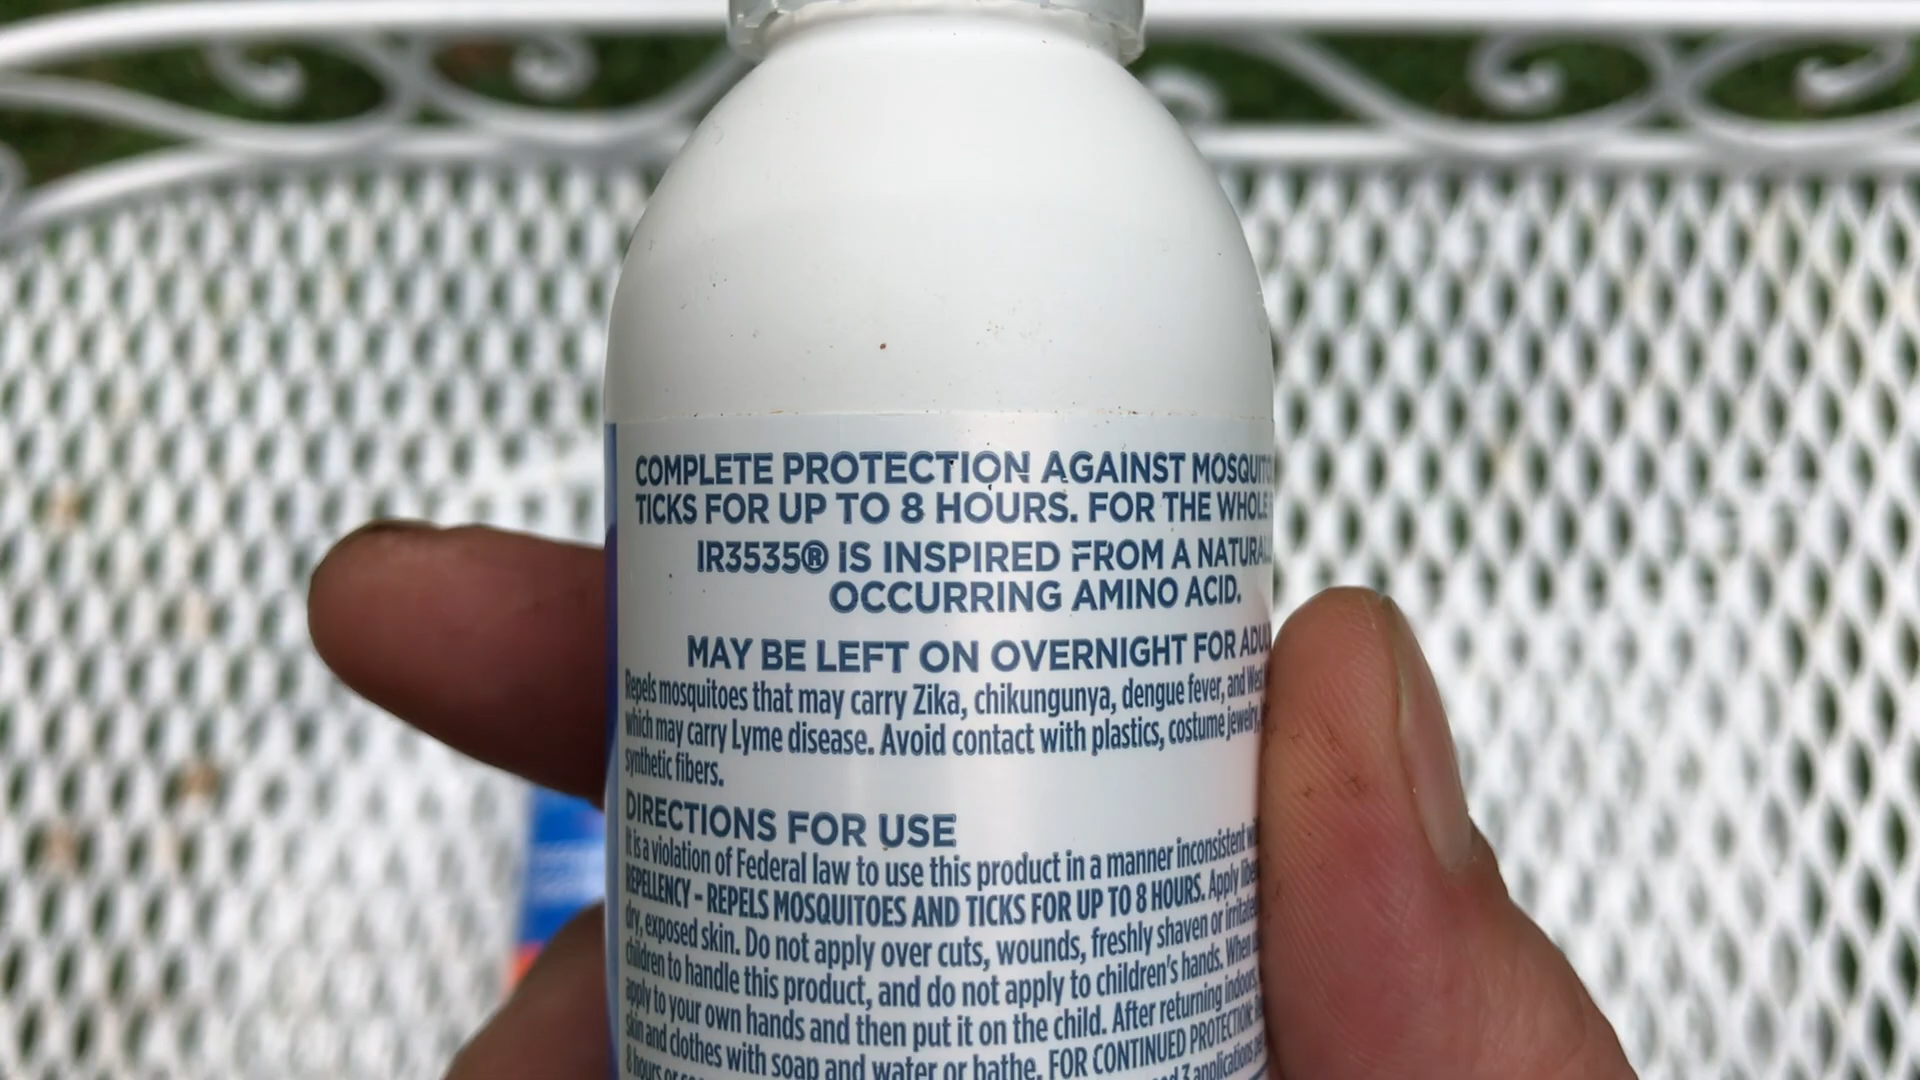 COMPLETE PROTECTION AGAINST
TICKS FOR UP TO 8 HOURS. FOR THE WHOLE
IR3535® IS INSPIRED FROM A
OCCURRING AMINO ACID.
MAY BE LEFT ON OVERNIGHT FOR
Repels mosquitoes that may carry Zika, chikungunya, dengue fever, and West
which may carry Lyme disease. Avoid contact with plastics, costume jewelry,
synthetic fibers.
DIRECTIONS FOR USE
It is a violation of Federal law to use this product in a manner inconsistent
REPELLENCY - REPELS MOSQUITOES AND TICKS FOR UP TO 8 HOURS. Apply
dry, exposed skin. Do not apply over cuts, wounds, freshly shaven or irritated
children to handle this product, and do not apply to children's hands. When
apply to your own hands and then put it on the child. After returning indoors,
skin and clothes with soap and water or bathe. FOR CONTINUED PROTECTION:
8 hours or 3 applications